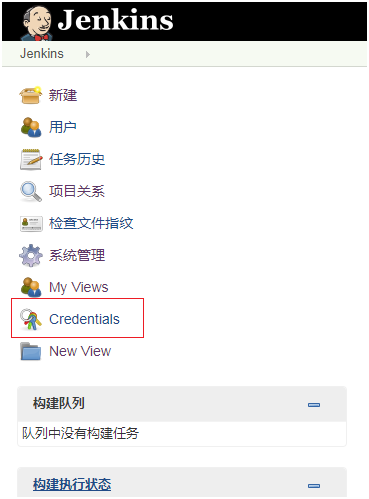 Jenkins
Jenkins
新建
用户
任务历史
项目关系
检查文件指纹
系统管理
My Views
Credentials
New View
构建队列
队列中没有构建任务
构建执行状态